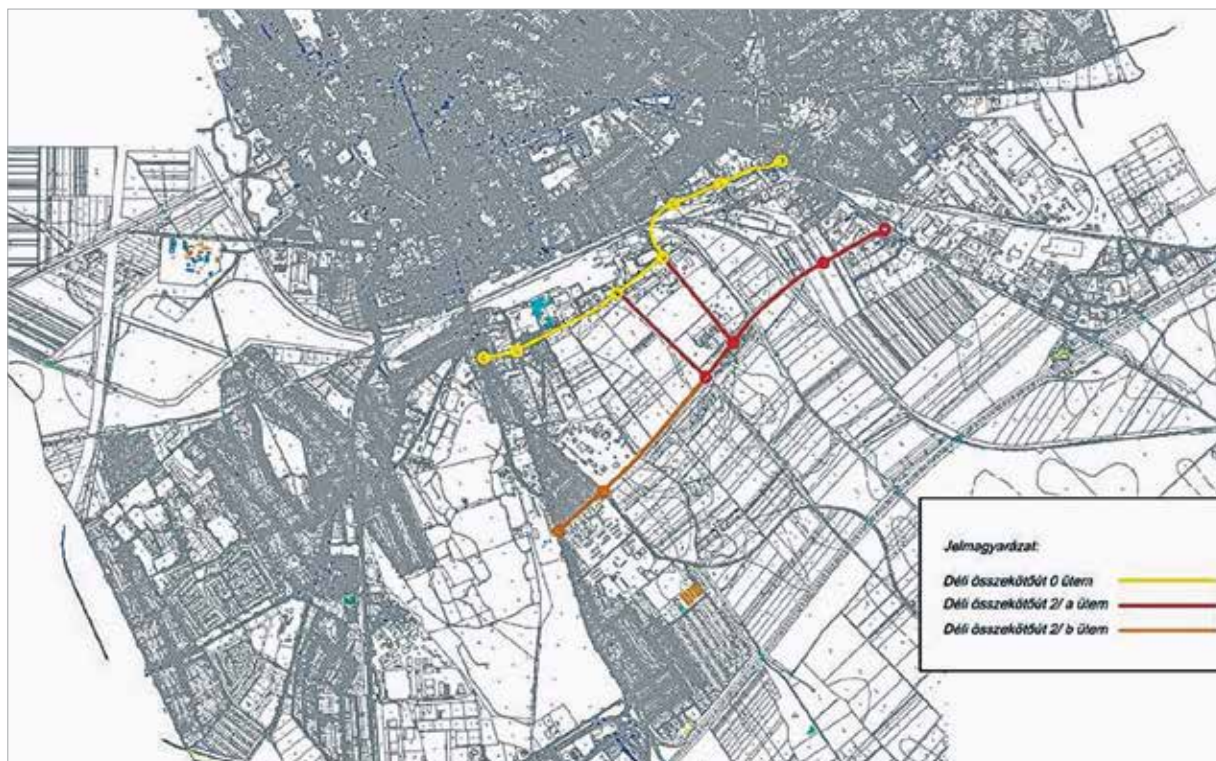 Jelmagyarázat:
Déli összekötőút 0 ütem
Déli összekötőút 2/ a ütem
Déli összekötőút 2/ b ütem